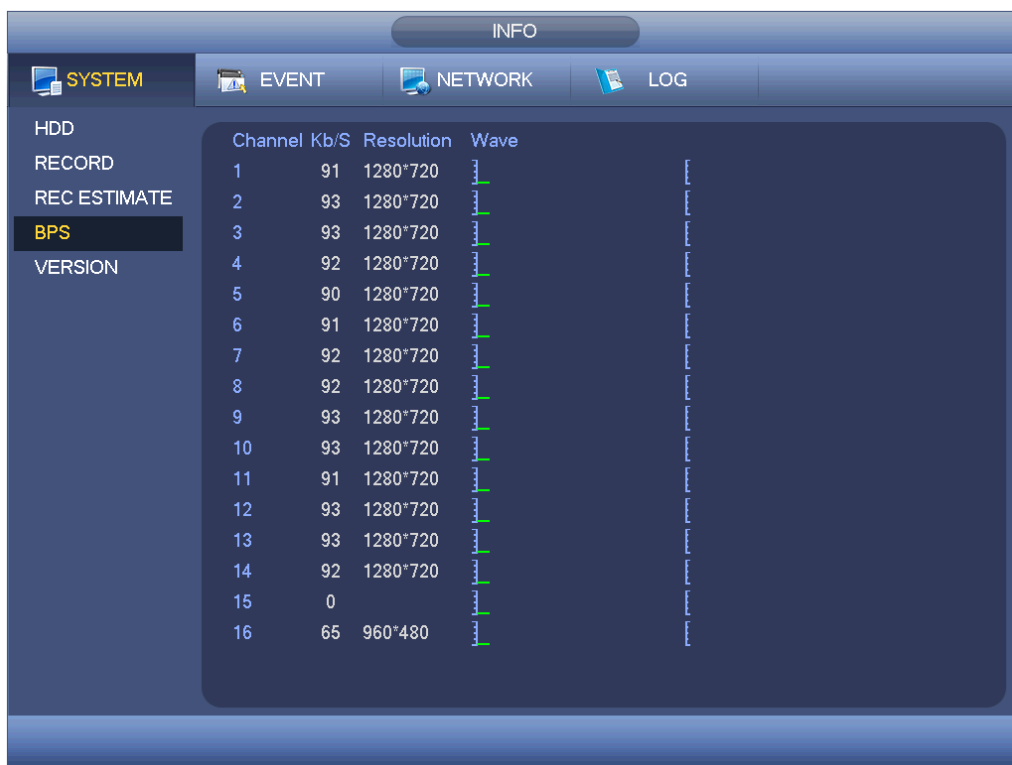 INFO
SYSTEM EVENT NETWORK LOG
HDD
RECORD
REC ESTIMATE
BPS
VERSION
Channel Kb/S Resolution Wave
1 91 1280*720
2 93 1280*720
3 93 1280*720
4 92 1280*720
5 90 1280*720
6 91 1280*720
7 92 1280*720
8 92 1280*720
9 93 1280*720
10 93 1280*720
11 91 1280*720
12 93 1280*720
13 93 1280*720
14 92 1280*720
15 0
16 65 960*480